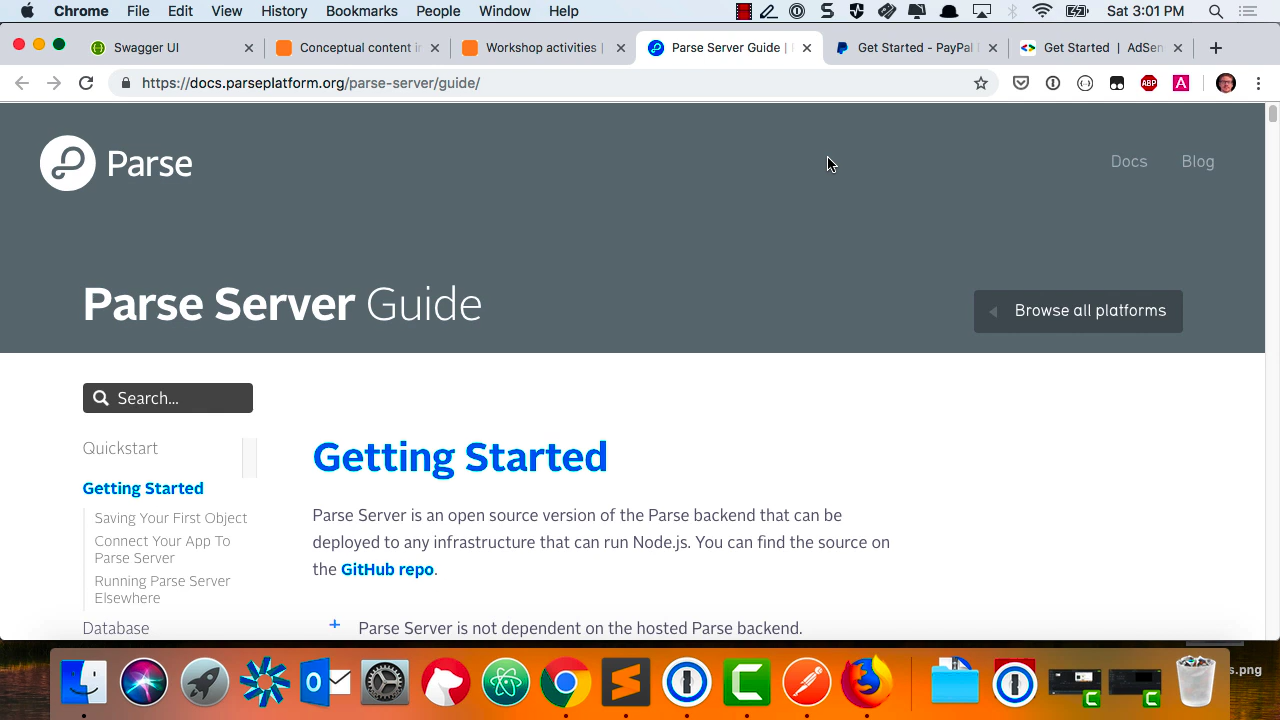 Chrome File Edit View History Bookmarks People Window Help Sat 3:01 PM
Swagger UI Conceptual content i Workshop activities | Parse Server Guide | Get Started - PayPal Get Started | AdSen
https://docs.parseplatform.org/parse-server/guide/ ABP A
Parse
Docs Blog
Parse Server Guide
Browse all platforms
Search...
Quickstart
Getting Started
Saving Your First Object
Connect Your App To
Parse Server
Running Parse Server
Elsewhere
Database
Getting Started
Parse Server is an open source version of the Parse backend that can be
deployed to any infrastructure that can run Node.js. You can find the source on
the GitHub repo.
+ Parse Server is not dependent on the hosted Parse backend.
s.png